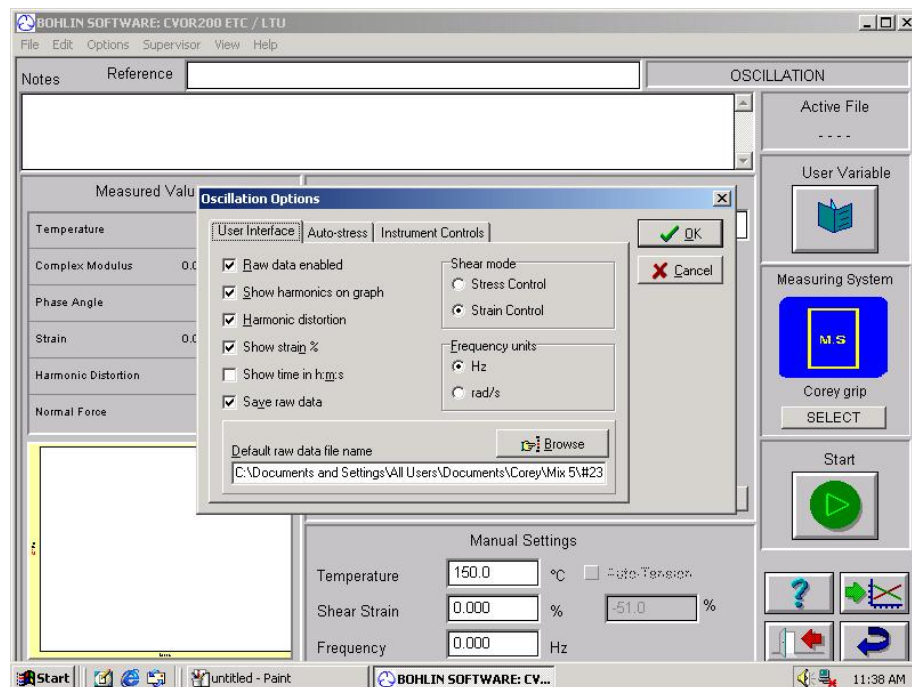 BOHLIN SOFTWARE: CVOR200 ETC / LTU
File Edit Options Supervisor View Help
Notes Reference OSCILLATION
Active File
- - - -
User Variable
Measured Valu
Temperature
Complex Modulus 0.0
Phase Angle
Strain 0.0
Harmonic Distortion
Normal Force
Oscillation Options
User Interface Auto-stress Instrument Controls
OK
Cancel
Raw data enabled
Show harmonics on graph
Harmonic distortion
Show strain %
Show time in h:m:s
Save raw data
Shear mode
Stress Control
Strain Control
Frequency units
Hz
rad/s
Default raw data file name
Browse
C:\Documents and Settings\All Users\Documents\Corey\Mix 5\#23
Measuring System
M.S
Corey grip
SELECT
Start
Manual Settings
Temperature 150.0 °C Auto-Tension
Shear Strain 0.000 % -51.0 %
Frequency 0.000 Hz
Start untitled - Paint BOHLIN SOFTWARE: CV... 11:38 AM